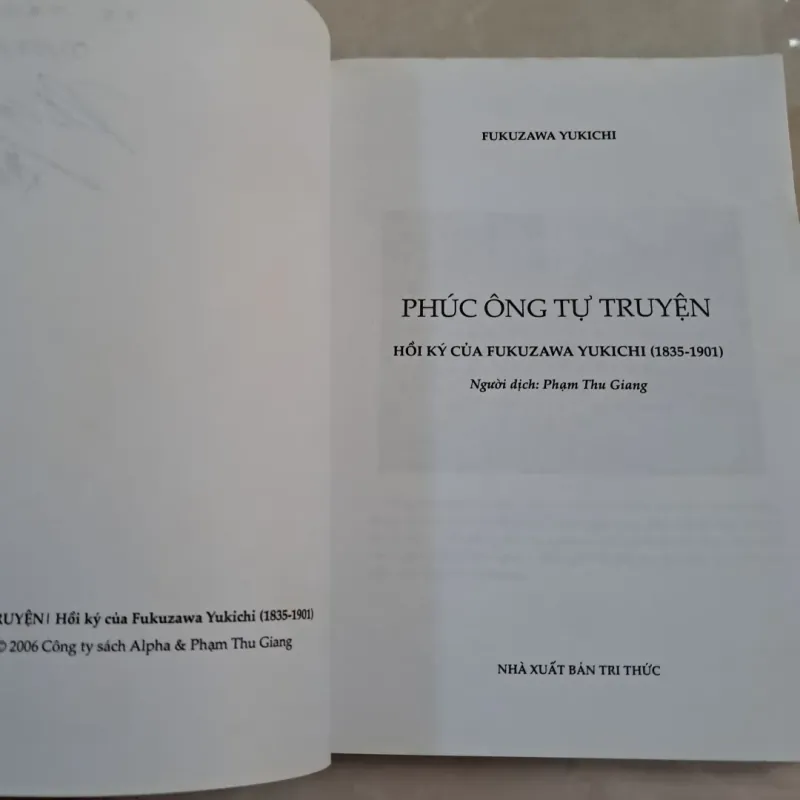 RUYỆN| Hồi ký của Fukuzawa Yukichi (1835-1901)
© 2006 Công ty sách Alpha & Phạm Thu Giang
FUKUZAWA YUKICHI
PHÚC ÔNG TỰ TRUYỆN
HỒI KÝ CỦA FUKUZAWA YUKICHI (1835-1901)
Người dịch: Phạm Thu Giang
NHÀ XUẤT BẢN TRI THỨC